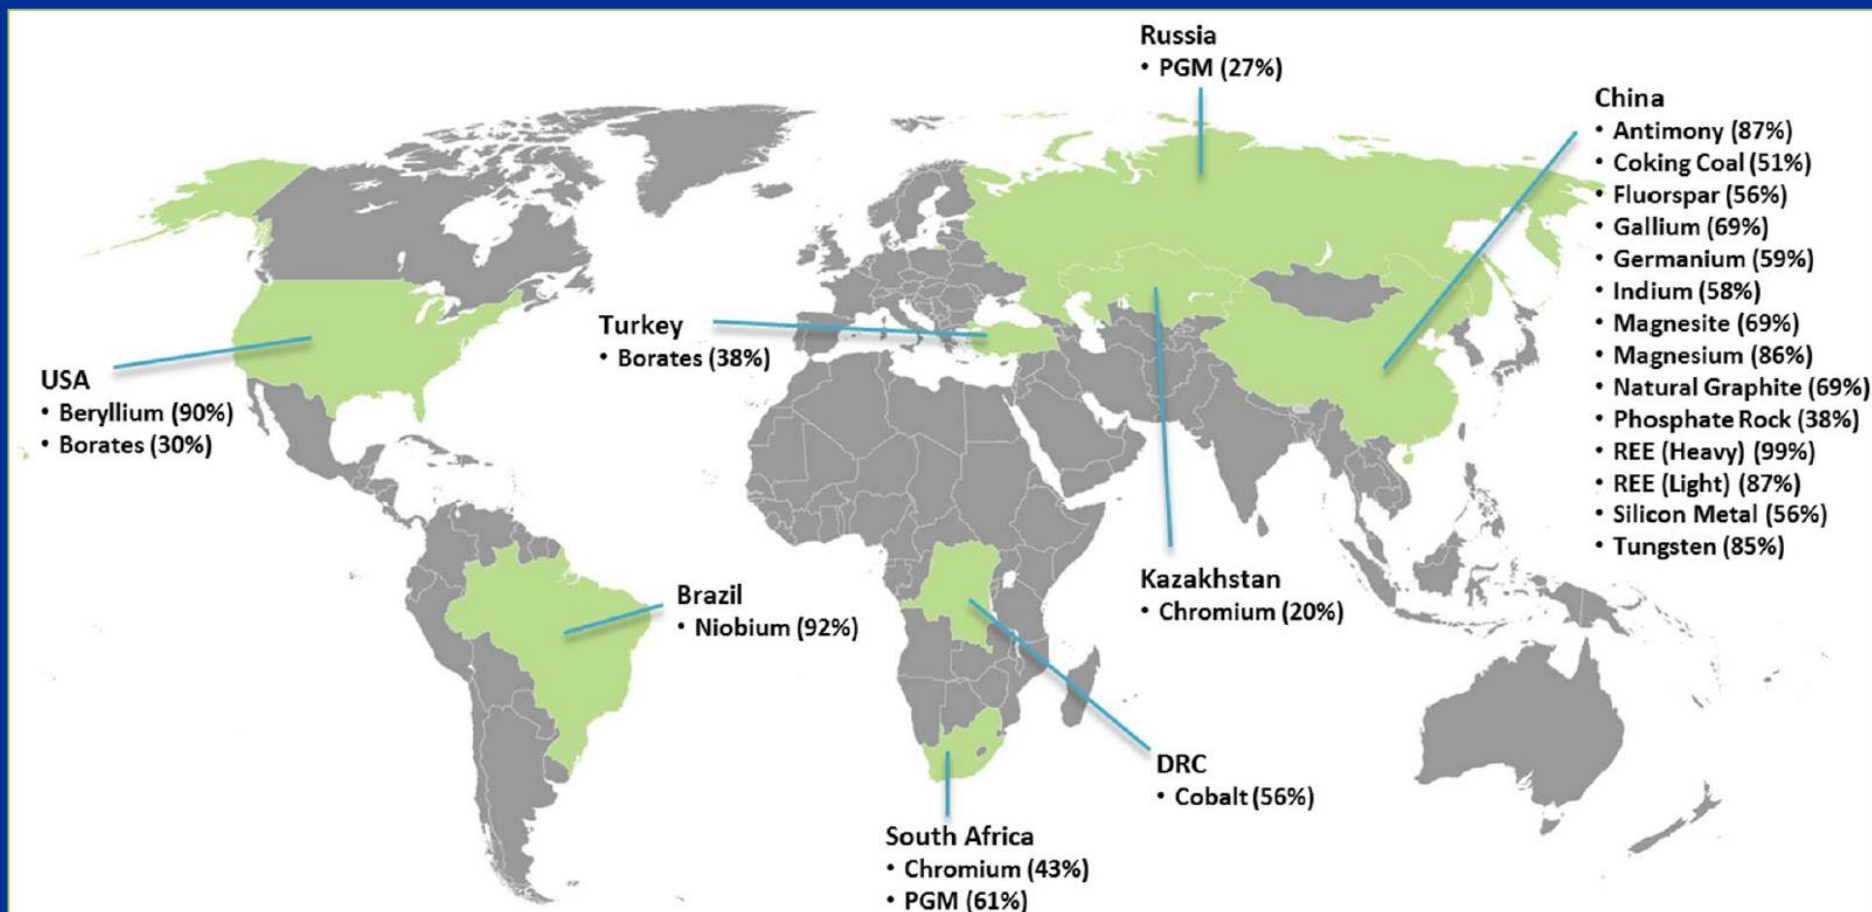 Russia
• PGM (27%)
China
• Antimony (87%)
• Coking Coal (51%)
• Fluorspar (56%)
• Gallium (69%)
• Germanium (59%)
• Indium (58%)
• Magnesite (69%)
• Magnesium (86%)
• Natural Graphite (69%)
• Phosphate Rock (38%)
• REE (Heavy) (99%)
• REE (Light) (87%)
• Silicon Metal (56%)
• Tungsten (85%)
Turkey
• Borates (38%)
USA
• Beryllium (90%)
• Borates (30%)
Brazil
• Niobium (92%)
Kazakhstan
• Chromium (20%)
DRC
• Cobalt (56%)
South Africa
• Chromium (43%)
• PGM (61%)